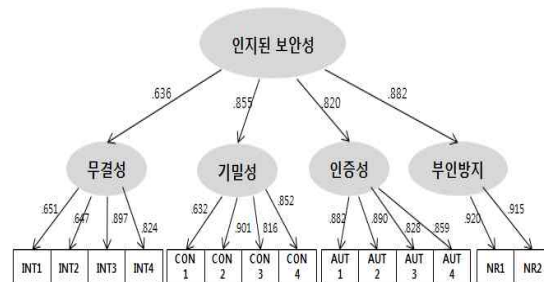 인지된 보안성
.636 .855 .820 .882
무결성 기밀성 인증성 부인방지
.651 .647 .897 .824 .632 .901 .816 .852 .882 .890 .828 .859 .920 .915
INT1 INT2 INT3 INT4 CON 1 CON 2 CON 3 CON 4 AUT 1 AUT 2 AUT 3 AUT 4 NR1 NR2